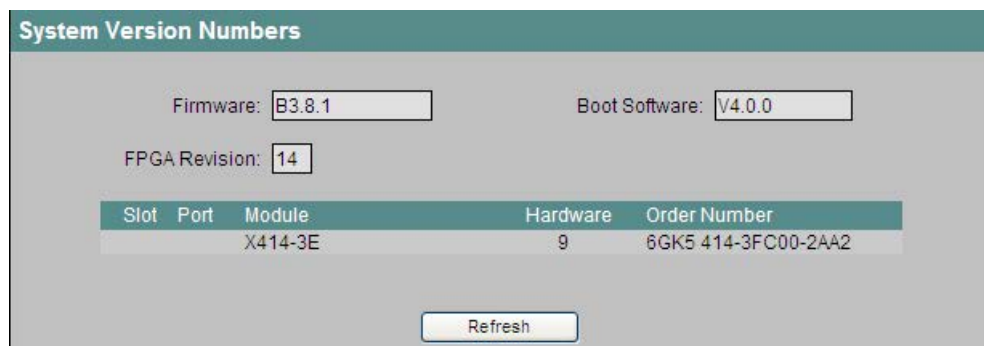 System Version Numbers
Firmware: B3.8.1 Boot Software: V4.0.0
FPGA Revision: 14
Slot Port Module Hardware Order Number
X414-3E 9 6GK5 414-3FC00-2AA2
Refresh